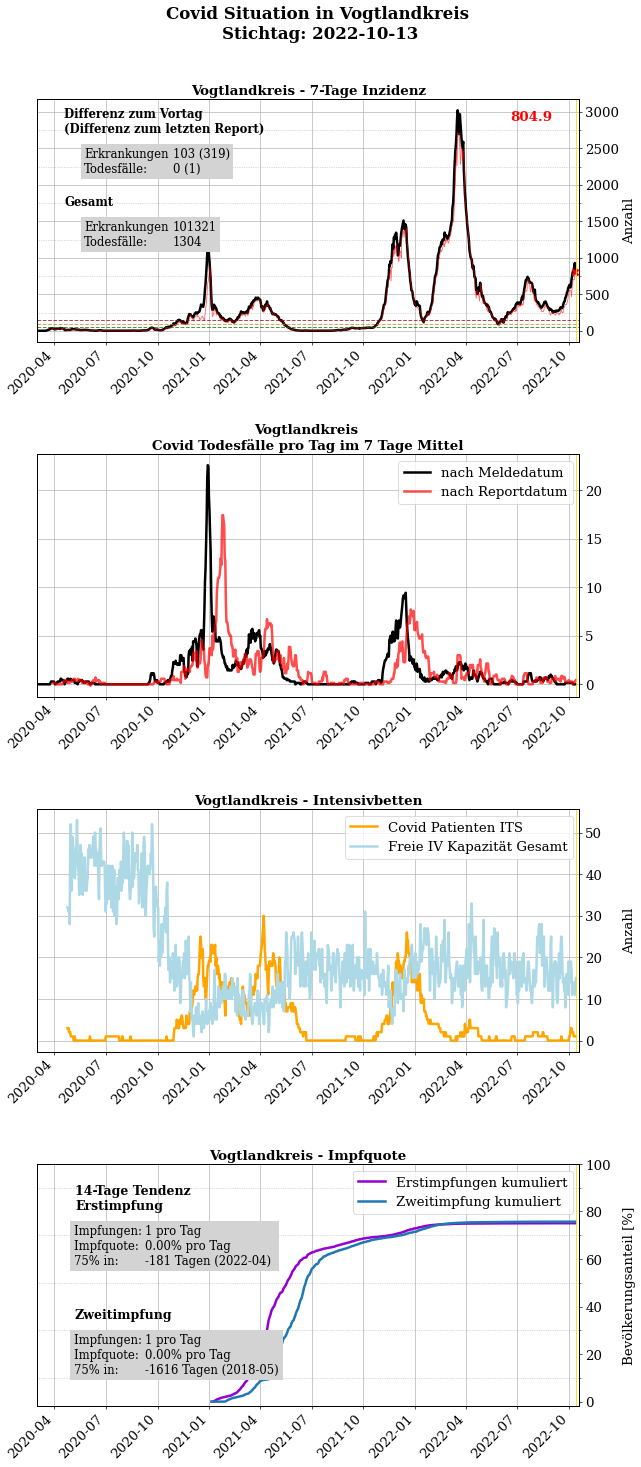 Covid Situation in Vogtlandkreis
Stichtag: 2022-10-13
Vogtlandkreis - 7-Tage Inzidenz
Differenz zum Vortag
(Differenz zum letzten Report)
Erkrankungen 103 (319)
Todesfälle: 0 (1)
Gesamt
Erkrankungen 101321
Todesfälle: 1304
804.9
3000
2500
2000
1500
1000
500
0
Anzahl
2020-04 2020-07 2020-10 2021-01 2021-04 2021-07 2021-10 2022-01 2022-04 2022-07 2022-10
Vogtlandkreis
Covid Todesfälle pro Tag im 7 Tage Mittel
nach Meldedatum
nach Reportdatum
20
15
10
5
0
2020-04 2020-07 2020-10 2021-01 2021-04 2021-07 2021-10 2022-01 2022-04 2022-07 2022-10
Vogtlandkreis - Intensivbetten
Covid Patienten ITS
Freie IV Kapazität Gesamt
50
40
30
20
10
0
Anzahl
2020-04 2020-07 2020-10 2021-01 2021-04 2021-07 2021-10 2022-01 2022-04 2022-07 2022-10
Vogtlandkreis - Impfquote
14-Tage Tendenz
Erstimpfung
Impfungen: 1 pro Tag
Impfquote: 0.00% pro Tag
75% in: -181 Tagen (2022-04)
Zweitimpfung
Impfungen: 1 pro Tag
Impfquote: 0.00% pro Tag
75% in: -1616 Tagen (2018-05)
Erstimpfungen kumuliert
Zweitimpfung kumuliert
100
80
60
40
20
0
Bevölkerungsanteil [%]
2020-04 2020-07 2020-10 2021-01 2021-04 2021-07 2021-10 2022-01 2022-04 2022-07 2022-10